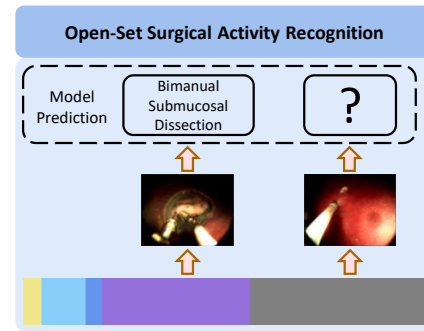 Open-Set Surgical Activity Recognition
Model
Prediction
Bimanual
Submucosal
Dissection
?